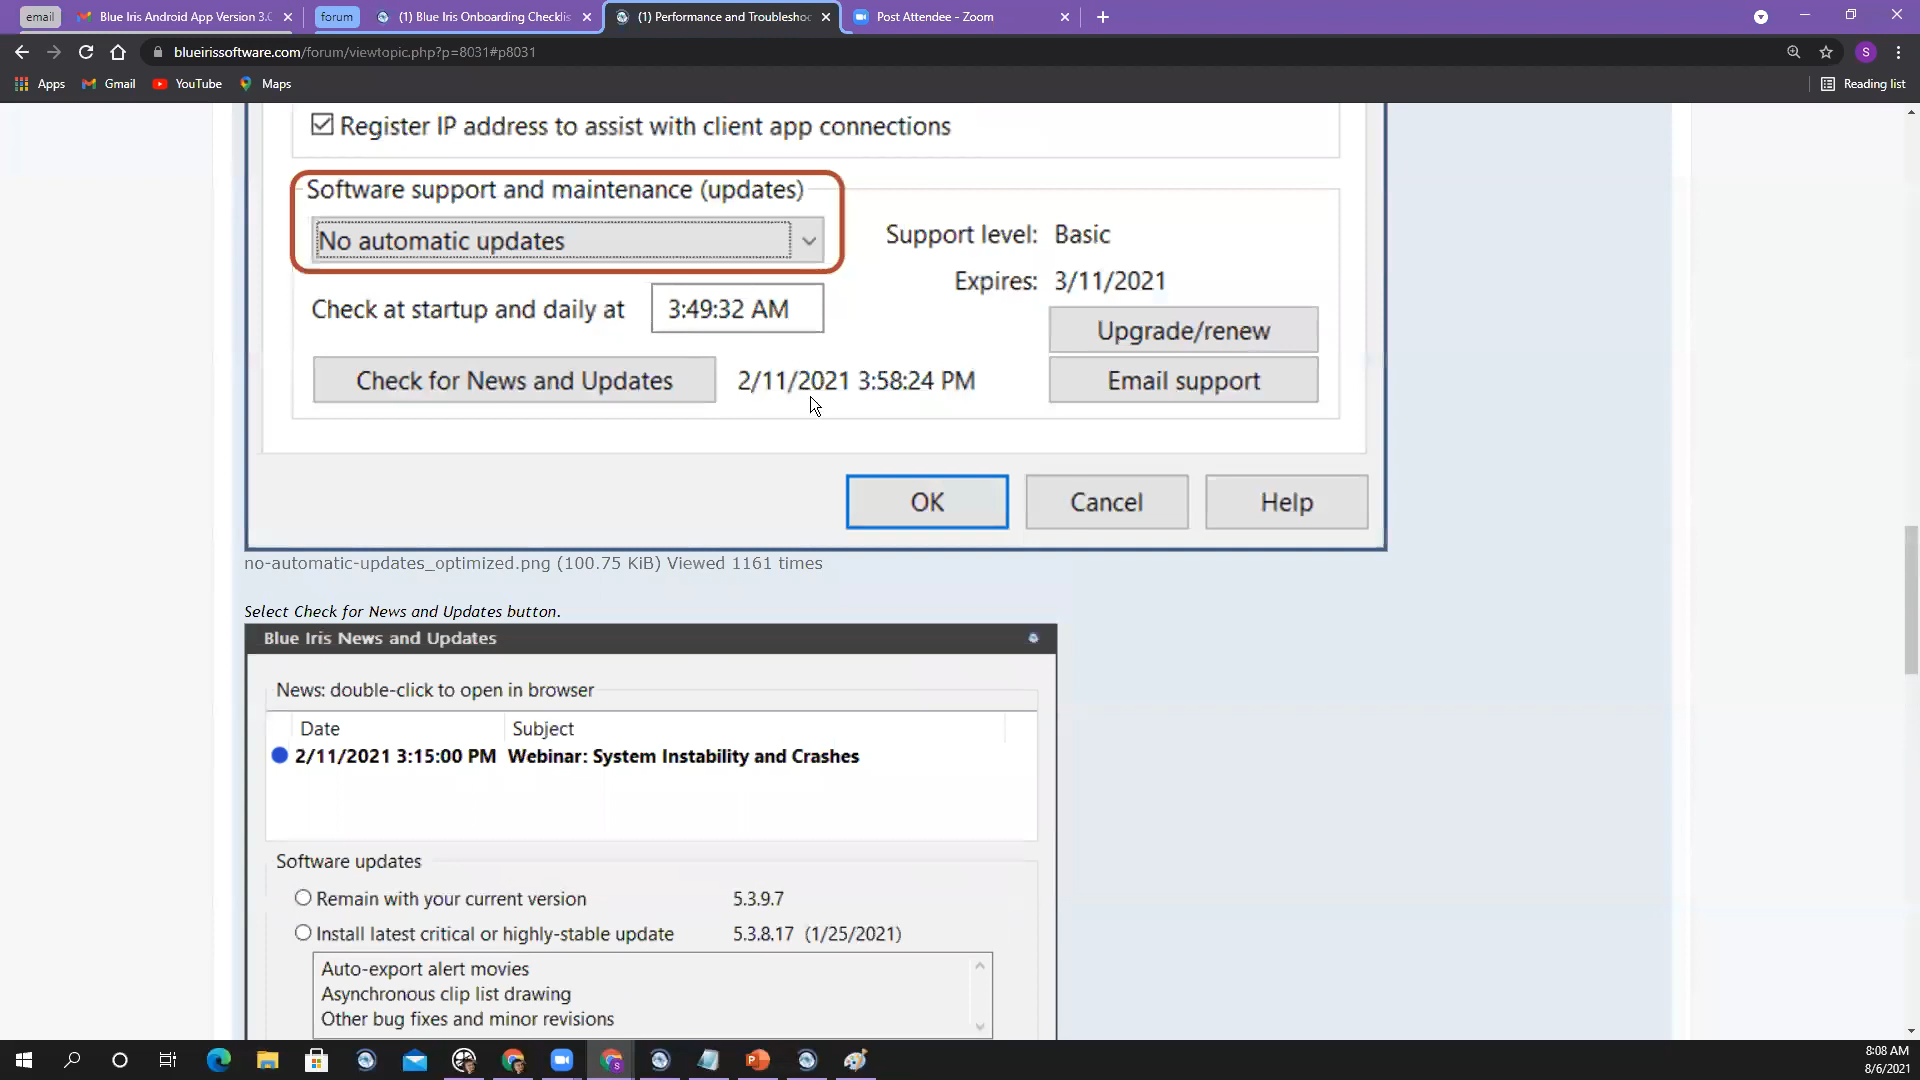 email
Blue Iris Android App Version 3.0
forum
(1) Blue Iris Onboarding Checklis
(1) Performance and Troublesho
Post Attendee - Zoom
blueirissoftware.com/forum/viewtopic.php?p=8031#p8031
S
Apps
Gmail
YouTube
Maps
Reading list
Register IP address to assist with client app connections
Software support and maintenance (updates)
No automatic updates
Support level: Basic
Expires: 3/11/2021
Check at startup and daily at 3:49:32 AM
Upgrade/renew
Check for News and Updates 2/11/2021 3:58:24 PM
Email support
OK
Cancel
Help
no-automatic-updates_optimized.png (100.75 KiB) Viewed 1161 times
Select Check for News and Updates button.
Blue Iris News and Updates
News: double-click to open in browser
Date Subject
2/11/2021 3:15:00 PM Webinar: System Instability and Crashes
Software updates
Remain with your current version 5.3.9.7
Install latest critical or highly-stable update 5.3.8.17 (1/25/2021)
Auto-export alert movies
Asynchronous clip list drawing
Other bug fixes and minor revisions
8:08 AM
8/6/2021